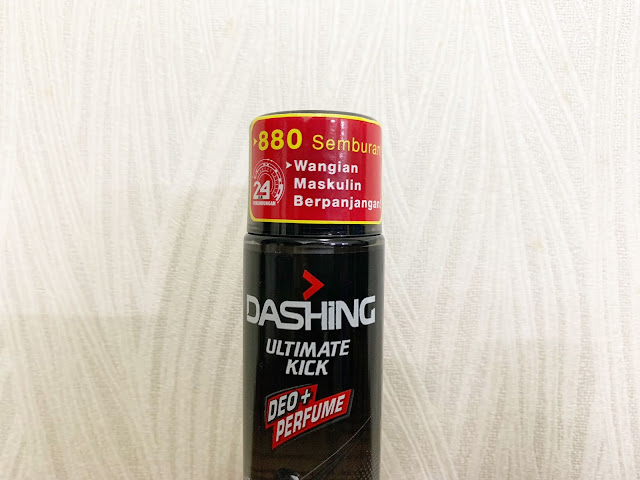 880 Semburan
Wangian
Maskulin
Berpanjangan
24
DASHiNG
ULTIMATE
KICK
DEO+
PERFUME